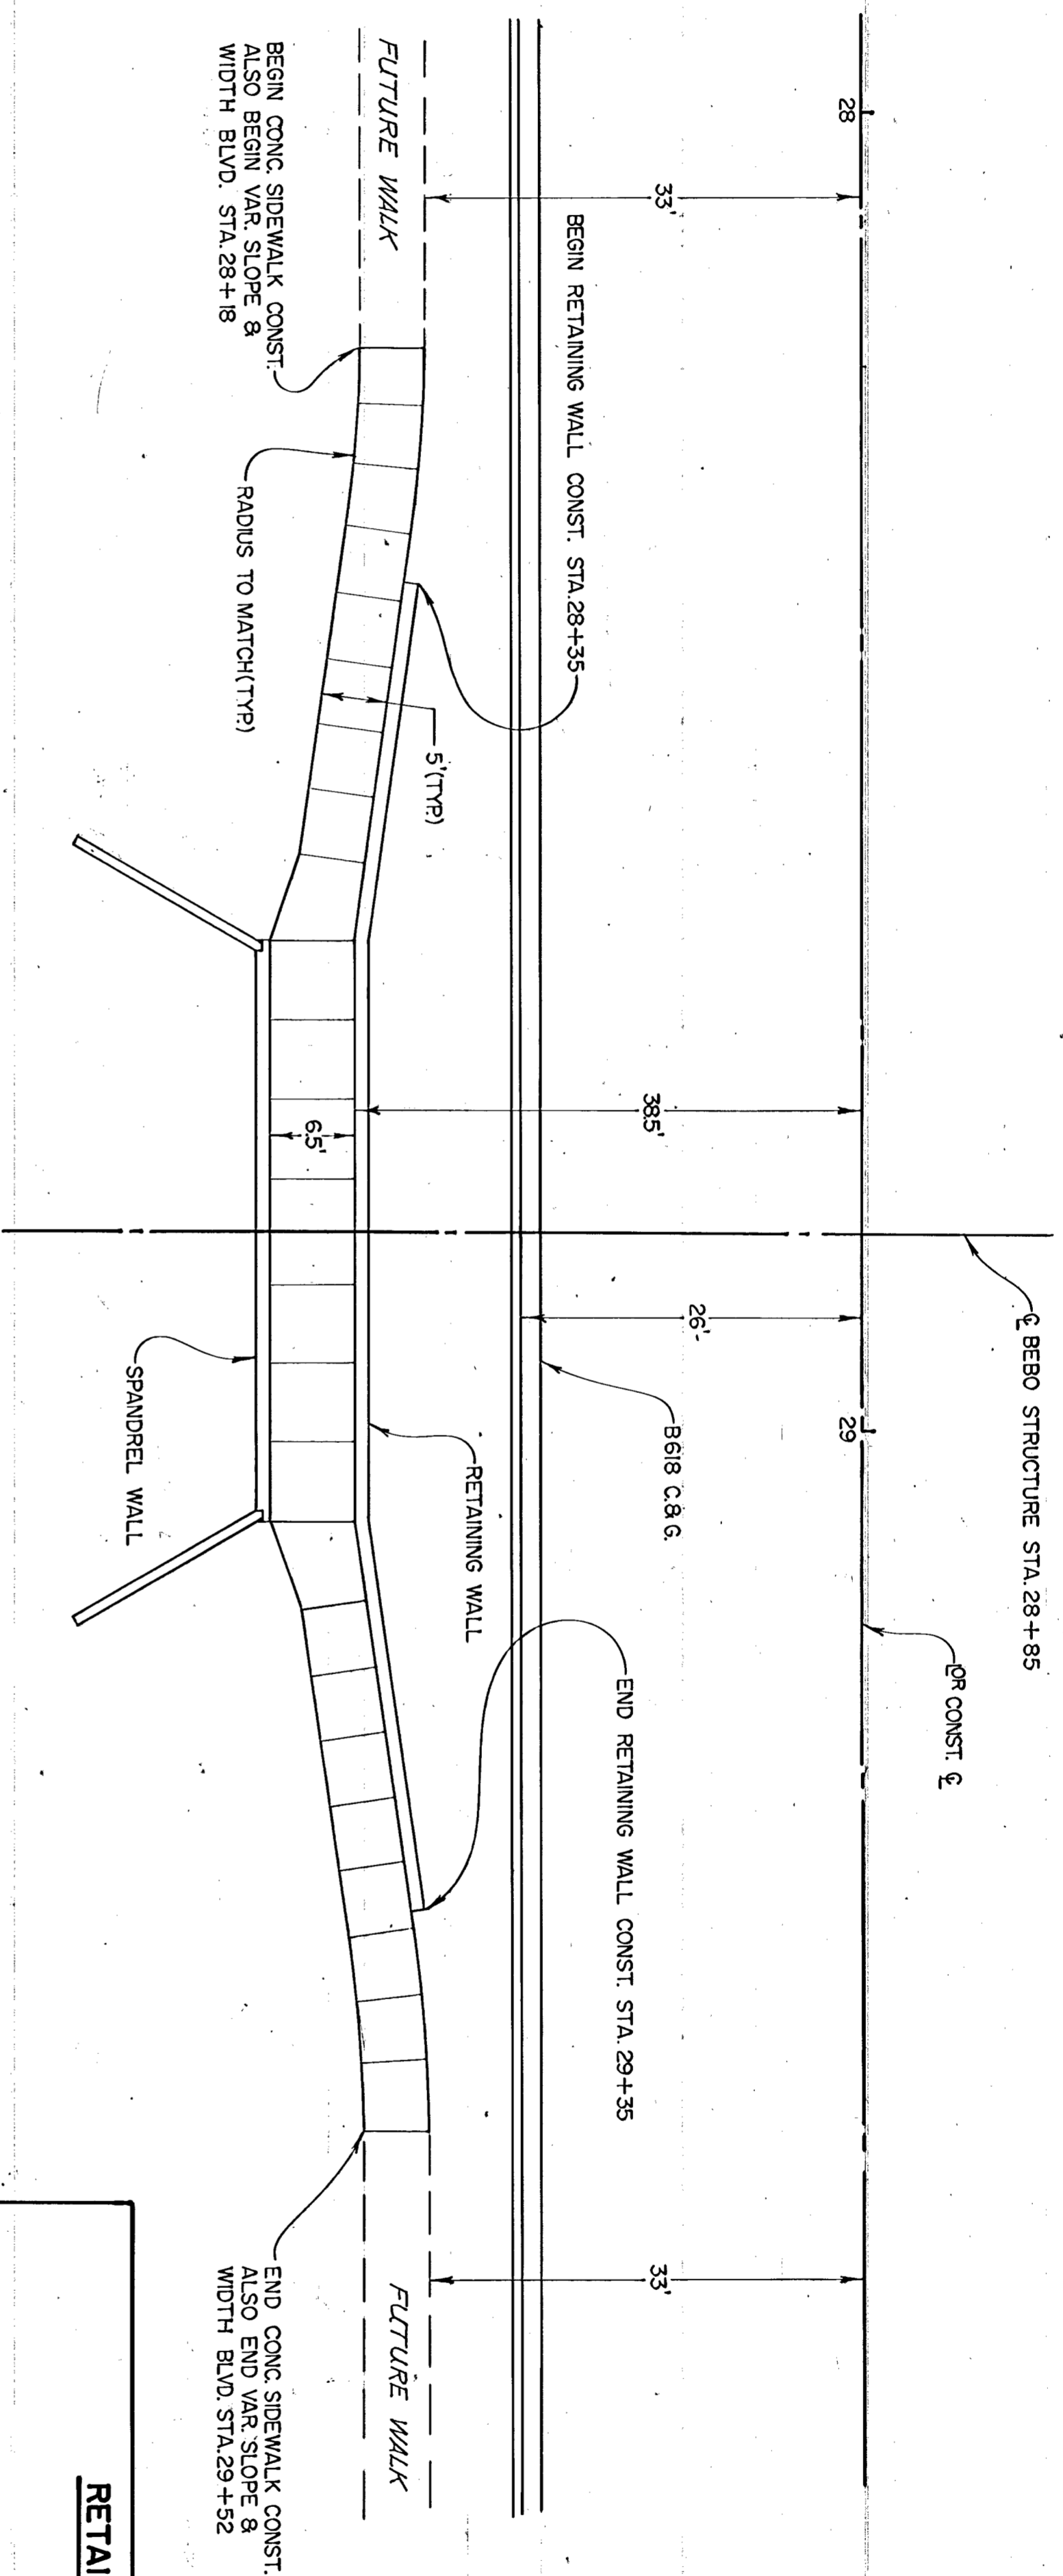 ℄ BEBO STRUCTURE STA. 28+85
"OR" CONST. ℄
28
29
33'
38.5'
26'
33'
B618 C.&G.
BEGIN RETAINING WALL CONST. STA. 28+35
END RETAINING WALL CONST. STA. 29+35
FUTURE WALK
5'(TYP.)
RETAINING WALL
FUTURE WALK
6.5'
BEGIN CONC. SIDEWALK CONST.
ALSO BEGIN VAR. SLOPE &
WIDTH BLVD. STA. 28+18
RADIUS TO MATCH (TYP.)
SPANDREL WALL
END CONC. SIDEWALK CONST.
ALSO END VAR. SLOPE &
WIDTH BLVD. STA. 29+52